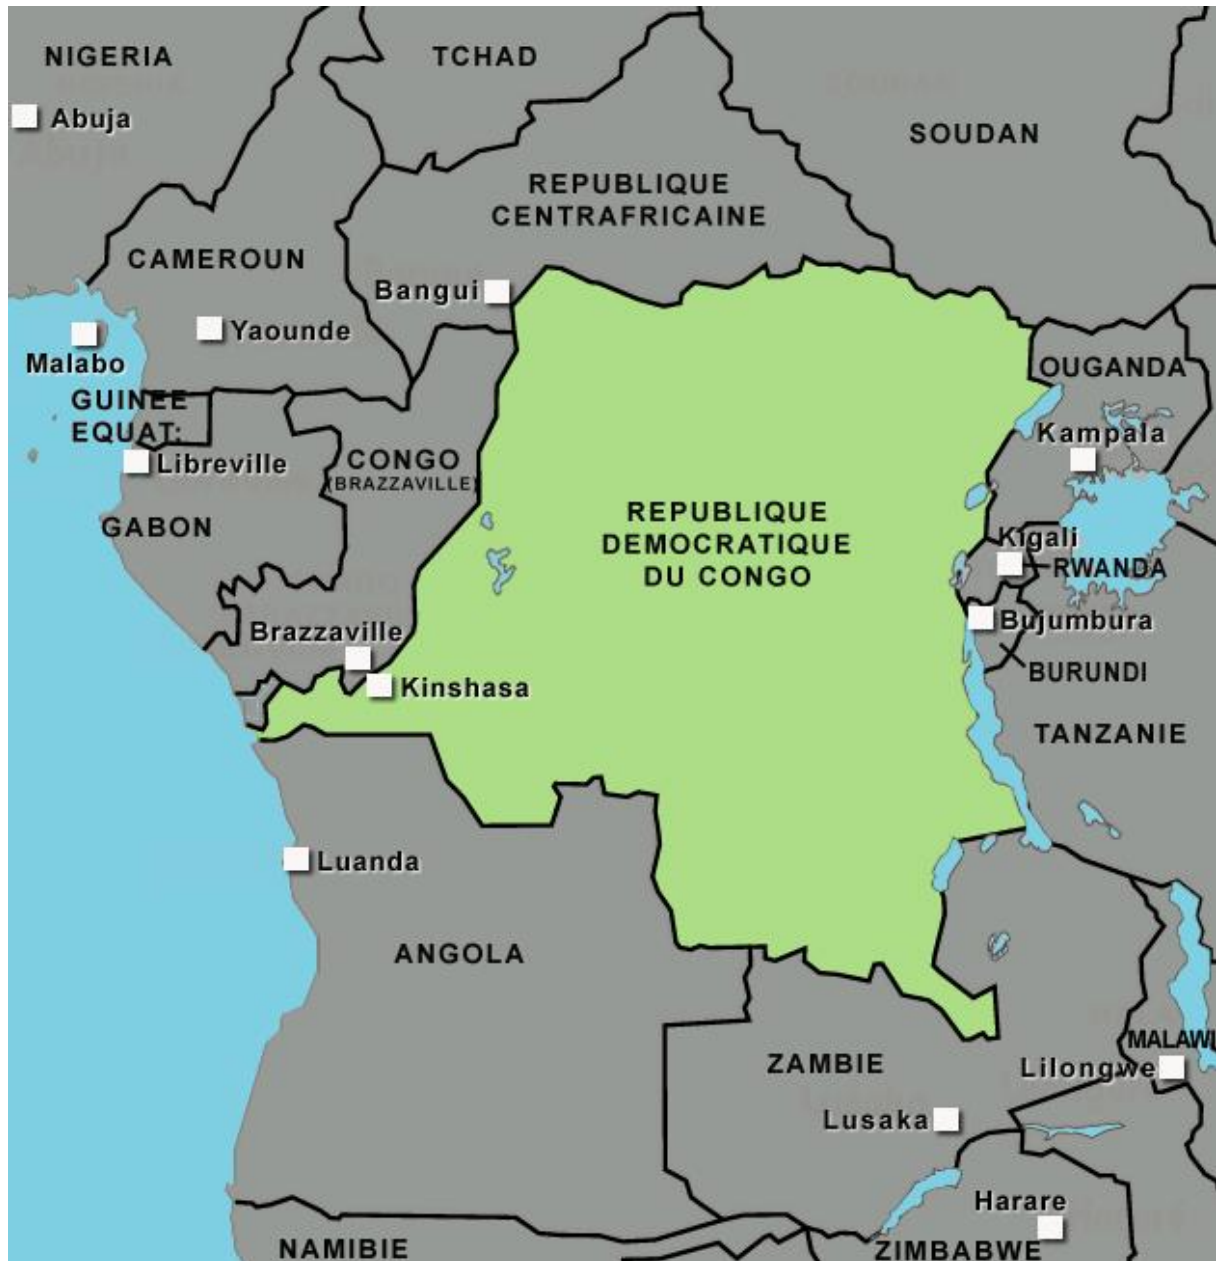 NIGERIA
TCHAD
Abuja
SOUDAN
REPUBLIQUE
CENTRAFRICAINE
CAMEROUN
Bangui
Yaounde
Malabo
OUGANDA
GUINEE
EQUAT:
Kampala
Libreville
CONGO
(BRAZZAVILLE)
GABON
REPUBLIQUE
DEMOCRATIQUE
DU CONGO
Kigali
RWANDA
Bujumbura
Brazzaville
BURUNDI
Kinshasa
TANZANIE
Luanda
ANGOLA
MALAWI
ZAMBIE
Lilongwe
Lusaka
Harare
NAMIBIE
ZIMBABWE